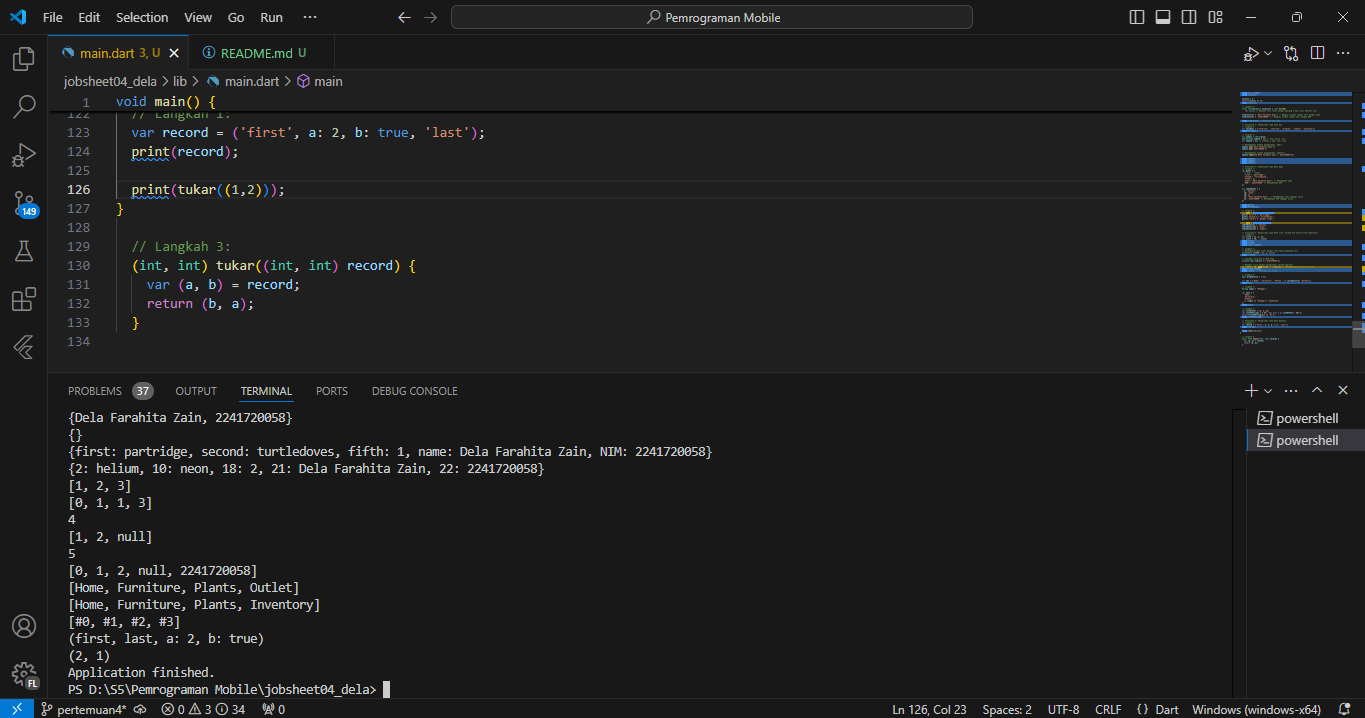 File Edit Selection View Go Run ··· Pemrograman Mobile
main.dart 3, U README.md U
jobsheet04_dela > lib > main.dart > main
1 void main() {
122 // Langkah 1:
123 var record = ('first', a: 2, b: true, 'last');
124 print(record);
125
126 print(tukar((1,2)));
127 }
128
129 // Langkah 3:
130 (int, int) tukar((int, int) record) {
131 var (a, b) = record;
132 return (b, a);
133 }
134
149
PROBLEMS 37 OUTPUT TERMINAL PORTS DEBUG CONSOLE
{Dela Farahita Zain, 2241720058}
{}
{first: partridge, second: turtledoves, fifth: 1, name: Dela Farahita Zain, NIM: 2241720058}
{2: helium, 10: neon, 18: 2, 21: Dela Farahita Zain, 22: 2241720058}
[1, 2, 3]
[0, 1, 1, 3]
4
[1, 2, null]
5
[0, 1, 2, null, 2241720058]
[Home, Furniture, Plants, Outlet]
[Home, Furniture, Plants, Inventory]
[#0, #1, #2, #3]
(first, last, a: 2, b: true)
(2, 1)
Application finished.
PS D:\S5\Pemrograman Mobile\jobsheet04_dela>
powershell
powershell
FL
pertemuan4* 0 3 34 0 Ln 126, Col 23 Spaces: 2 UTF-8 CRLF {} Dart Windows (windows-x64)